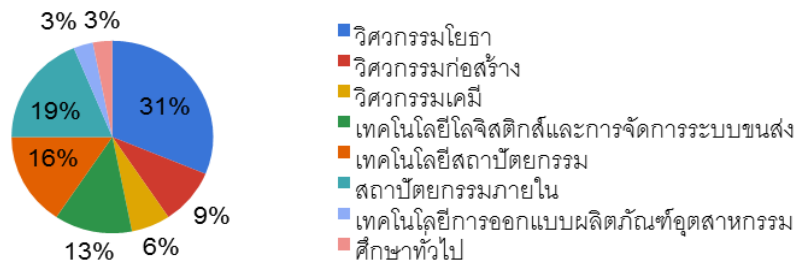 3% 3%
31%
19%
16%
13%
6%
9%
วิศวกรรมโยธา
วิศวกรรมก่อสร้าง
วิศวกรรมเคมี
เทคโนโลยีโลจิสติกส์และการจัดการระบบขนส่ง
เทคโนโลยีสถาปัตยกรรม
สถาปัตยกรรมภายใน
เทคโนโลยีการออกแบบผลิตภัณฑ์อุตสาหกรรม
ศึกษาทั่วไป